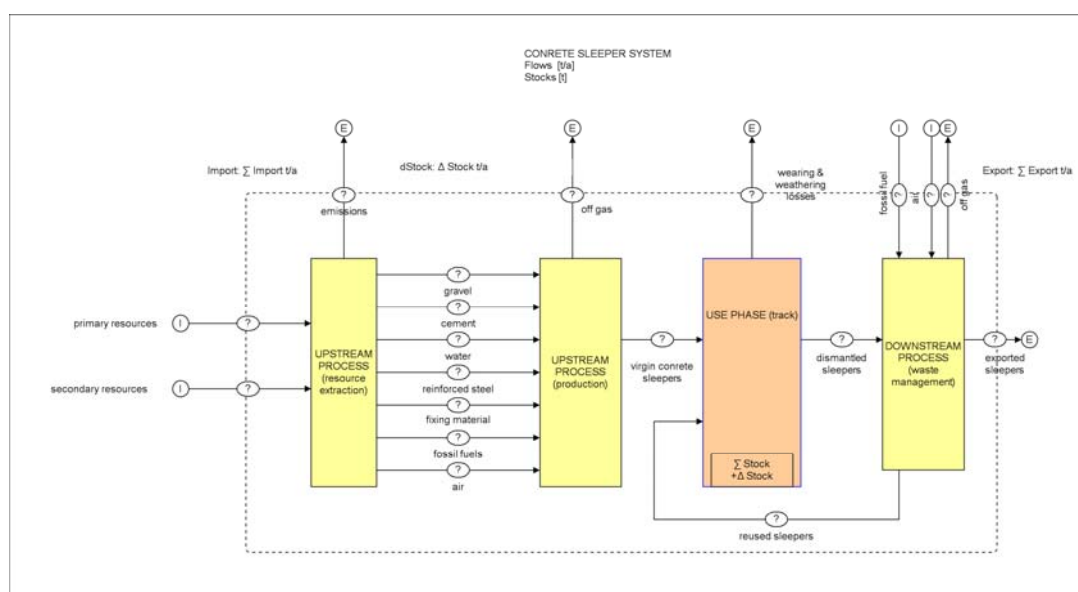 CONRETE SLEEPER SYSTEM
Flows [t/a]
Stocks [t]
E
E
E
I
I
E
Import: ∑ Import t/a
dStock: Δ Stock t/a
wearing &
weathering
losses
Export: ∑ Export t/a
?
emissions
?
off gas
?
fossil fuel
?
air
?
off gas
?
?
gravel
?
cement
?
water
?
reinforced steel
?
fixing material
?
fossil fuels
?
air
primary resources
I
?
secondary resources
I
?
UPSTREAM
PROCESS
(resource
extraction)
UPSTREAM
PROCESS
(production)
?
virgin conrete
sleepers
USE PHASE (track)
∑ Stock
+Δ Stock
?
dismantled
sleepers
DOWNSTREAM
PROCESS
(waste
management)
?
E
exported
sleepers
?
reused sleepers